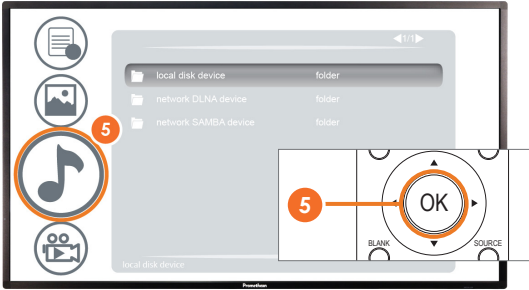 ◀1/1▶
local disk device folder
network DLNA device folder
network SAMBA device folder
5
5
OK
BLANK
SOURCE
local disk device
Promethean